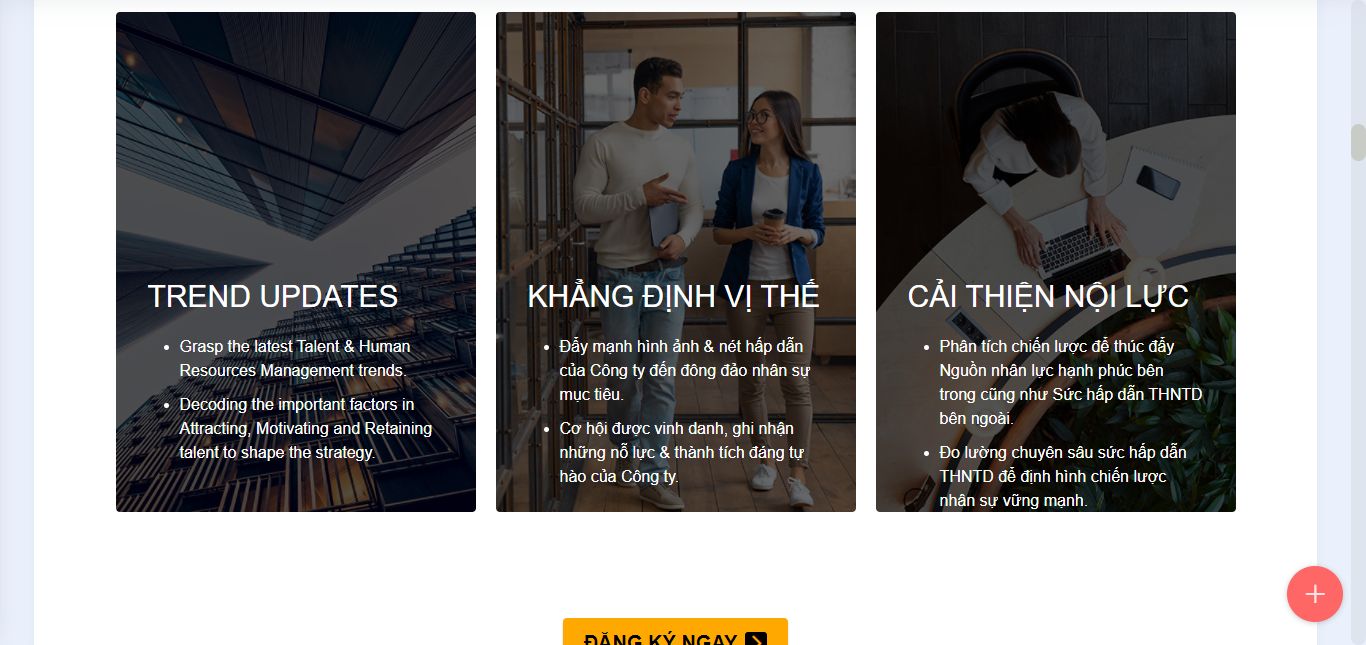 TREND UPDATES
Grasp the latest Talent & Human
Resources Management trends.
Decoding the important factors in
Attracting, Motivating and Retaining
talent to shape the strategy.
KHẲNG ĐỊNH VỊ THẾ
Đẩy mạnh hình ảnh & nét hấp dẫn
của Công ty đến đông đảo nhân sự
mục tiêu.
Cơ hội được vinh danh, ghi nhận
những nỗ lực & thành tích đáng tự
hào của Công ty.
CẢI THIỆN NỘI LỰC
Phân tích chiến lược để thúc đẩy
Nguồn nhân lực hạnh phúc bên
trong cũng như Sức hấp dẫn THNTD
bên ngoài.
Đo lường chuyên sâu sức hấp dẫn
THNTD để định hình chiến lược
nhân sự vững mạnh.
ĐĂNG KÝ NGAY